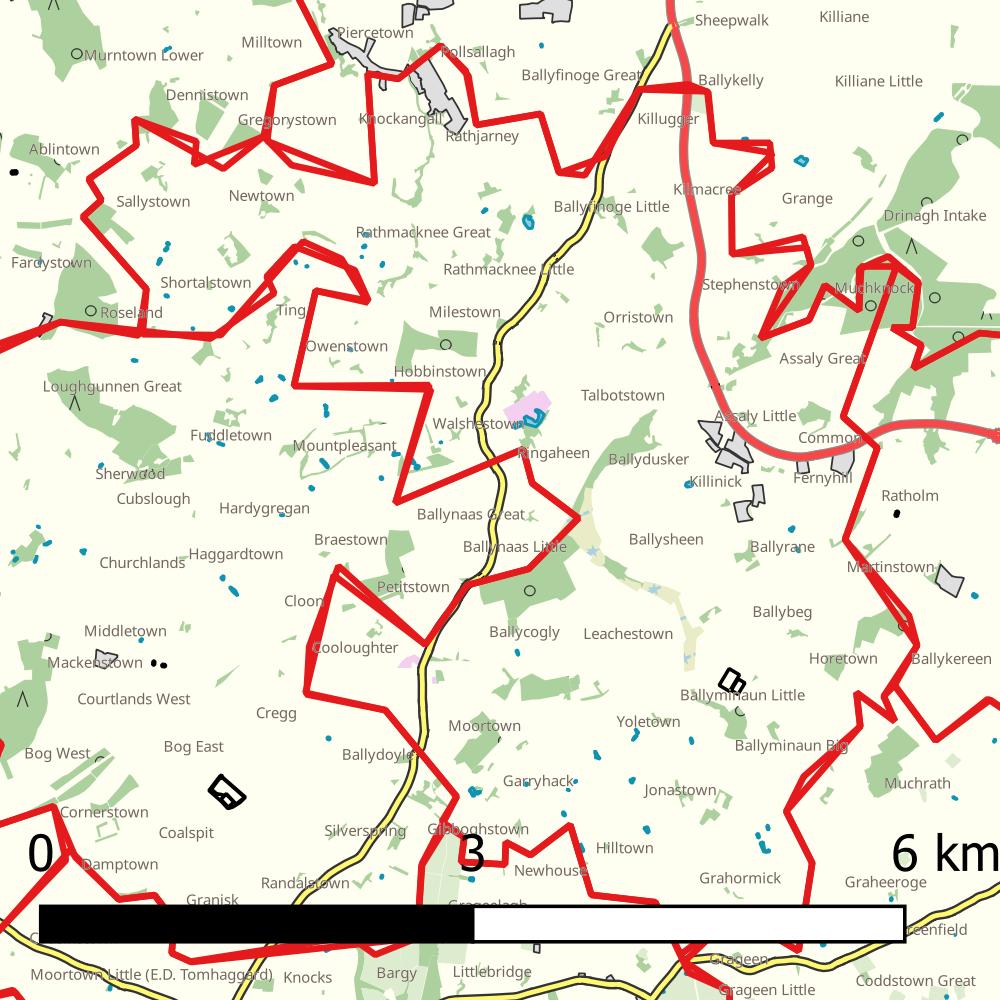 Sheepwalk
Killiane
Piercetown
Milltown
Murntown Lower
Pollsallagh
Ballyfinoge Great
Ballykelly
Killiane Little
Dennistown
Gregorystown
Knockangall
Killugger
Rathjarney
Ablintown
Kilmacree
Newtown
Sallystown
Grange
Ballyfinoge Little
Drinagh Intake
Rathmacknee Great
Fardystown
Rathmacknee Little
Shortalstown
Stephenstown
Muchknock
Roseland
Ting
Milestown
Orristown
Owenstown
Assaly Great
Hobbinstown
Loughgunnen Great
Talbotstown
Assaly Little
Walshestown
Fuddletown
Mountpleasant
Common
Ringaheen
Ballydusker
Sherwood
Killinick
Fernyhill
Cubslough
Ratholm
Hardygregan
Ballynaas Great
Braestown
Ballysheen
Haggardtown
Ballynaas Little
Ballyrane
Churchlands
Martinstown
Petitstown
Cloon
Ballybeg
Middletown
Ballycogly
Leachestown
Cooloughter
Mackenstown
Horetown
Ballykereen
Courtlands West
Ballyminaun Little
Cregg
Moortown
Yoletown
Bog East
Ballyminaun Big
Bog West
Ballydoyle
Garryhack
Muchrath
Jonastown
Cornerstown
Coalspit
Silverspring
Gibboghstown
0 3 6 km
Hilltown
Damptown
Newhouse
Grahormick
Graheeroge
Randalstown
Granisk
Grageelagh
Moortown Little (E.D. Tomhaggard)
Knocks
Bargy
Littlebridge
Grageen
Coddstown Great
Grageen Little